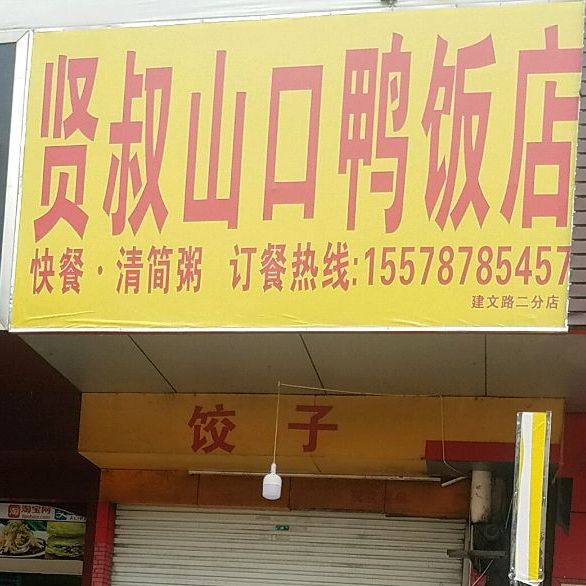 贤叔山口鸭饭店
快餐·清简粥 订餐热线:15578785457
建文路二分店
饺子
淘 淘宝网